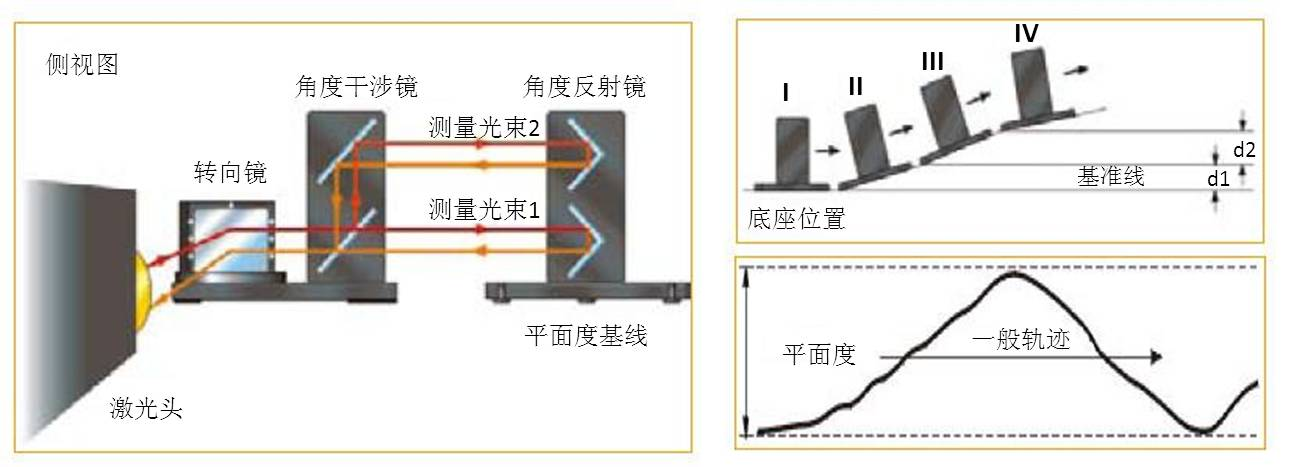 侧视图
角度干涉镜
角度反射镜
测量光束2
转向镜
测量光束1
平面度基线
激光头
I
II
III
IV
d2
基准线
d1
底座位置
平面度
一般轨迹